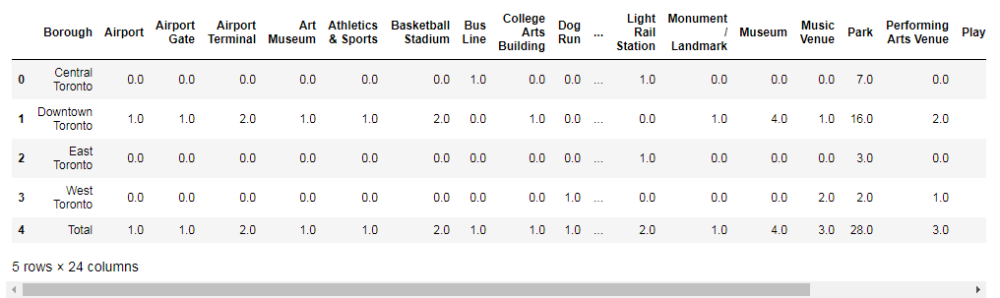 Borough Airport Airport Gate Airport Terminal Art Museum Athletics & Sports Basketball Stadium Bus Line College Arts Building Dog Run ... Light Rail Station Monument / Landmark Museum Music Venue Park Performing Arts Venue Play
0 Central Toronto 0.0 0.0 0.0 0.0 0.0 0.0 1.0 0.0 0.0 ... 1.0 0.0 0.0 0.0 7.0 0.0
1 Downtown Toronto 1.0 1.0 2.0 1.0 1.0 2.0 0.0 1.0 0.0 ... 0.0 1.0 4.0 1.0 16.0 2.0
2 East Toronto 0.0 0.0 0.0 0.0 0.0 0.0 0.0 0.0 0.0 ... 1.0 0.0 0.0 0.0 3.0 0.0
3 West Toronto 0.0 0.0 0.0 0.0 0.0 0.0 0.0 0.0 1.0 ... 0.0 0.0 0.0 2.0 2.0 1.0
4 Total 1.0 1.0 2.0 1.0 1.0 2.0 1.0 1.0 1.0 ... 2.0 1.0 4.0 3.0 28.0 3.0
5 rows × 24 columns